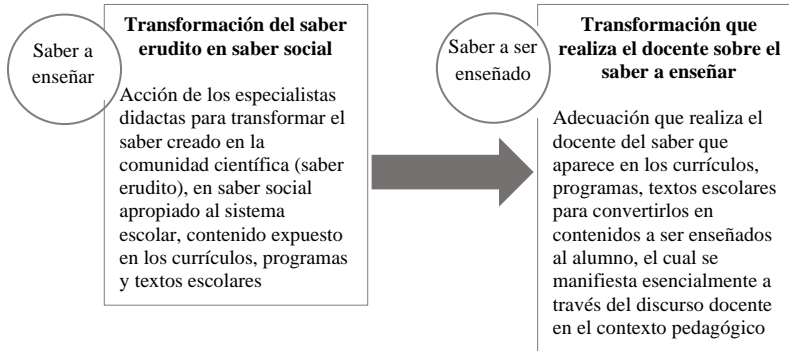 Saber a
enseñar
Transformación del saber
erudito en saber social
Acción de los especialistas
didactas para transformar el
saber creado en la
comunidad científica (saber
erudito), en saber social
apropiado al sistema
escolar, contenido expuesto
en los currículos, programas
y textos escolares
Saber a ser
enseñado
Transformación que
realiza el docente sobre el
saber a enseñar
Adecuación que realiza el
docente del saber que
aparece en los currículos,
programas, textos escolares
para convertirlos en
contenidos a ser enseñados
al alumno, el cual se
manifiesta esencialmente a
través del discurso docente
en el contexto pedagógico